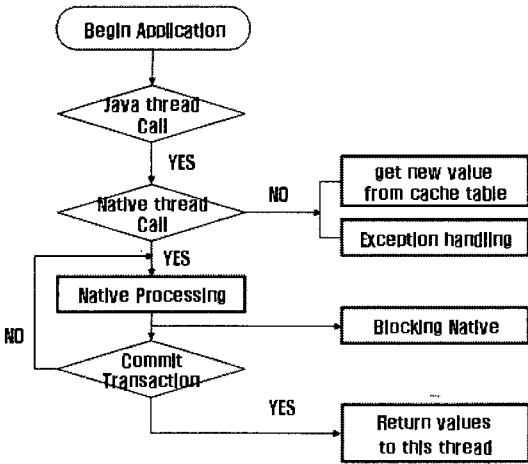 Begin Application
Java thread
Call
YES
Native thread
Call
NO
get new value
from cache table
Exception handling
YES
Native Processing
Blocking Native
NO
Commit
Transaction
YES
Return values
to this thread